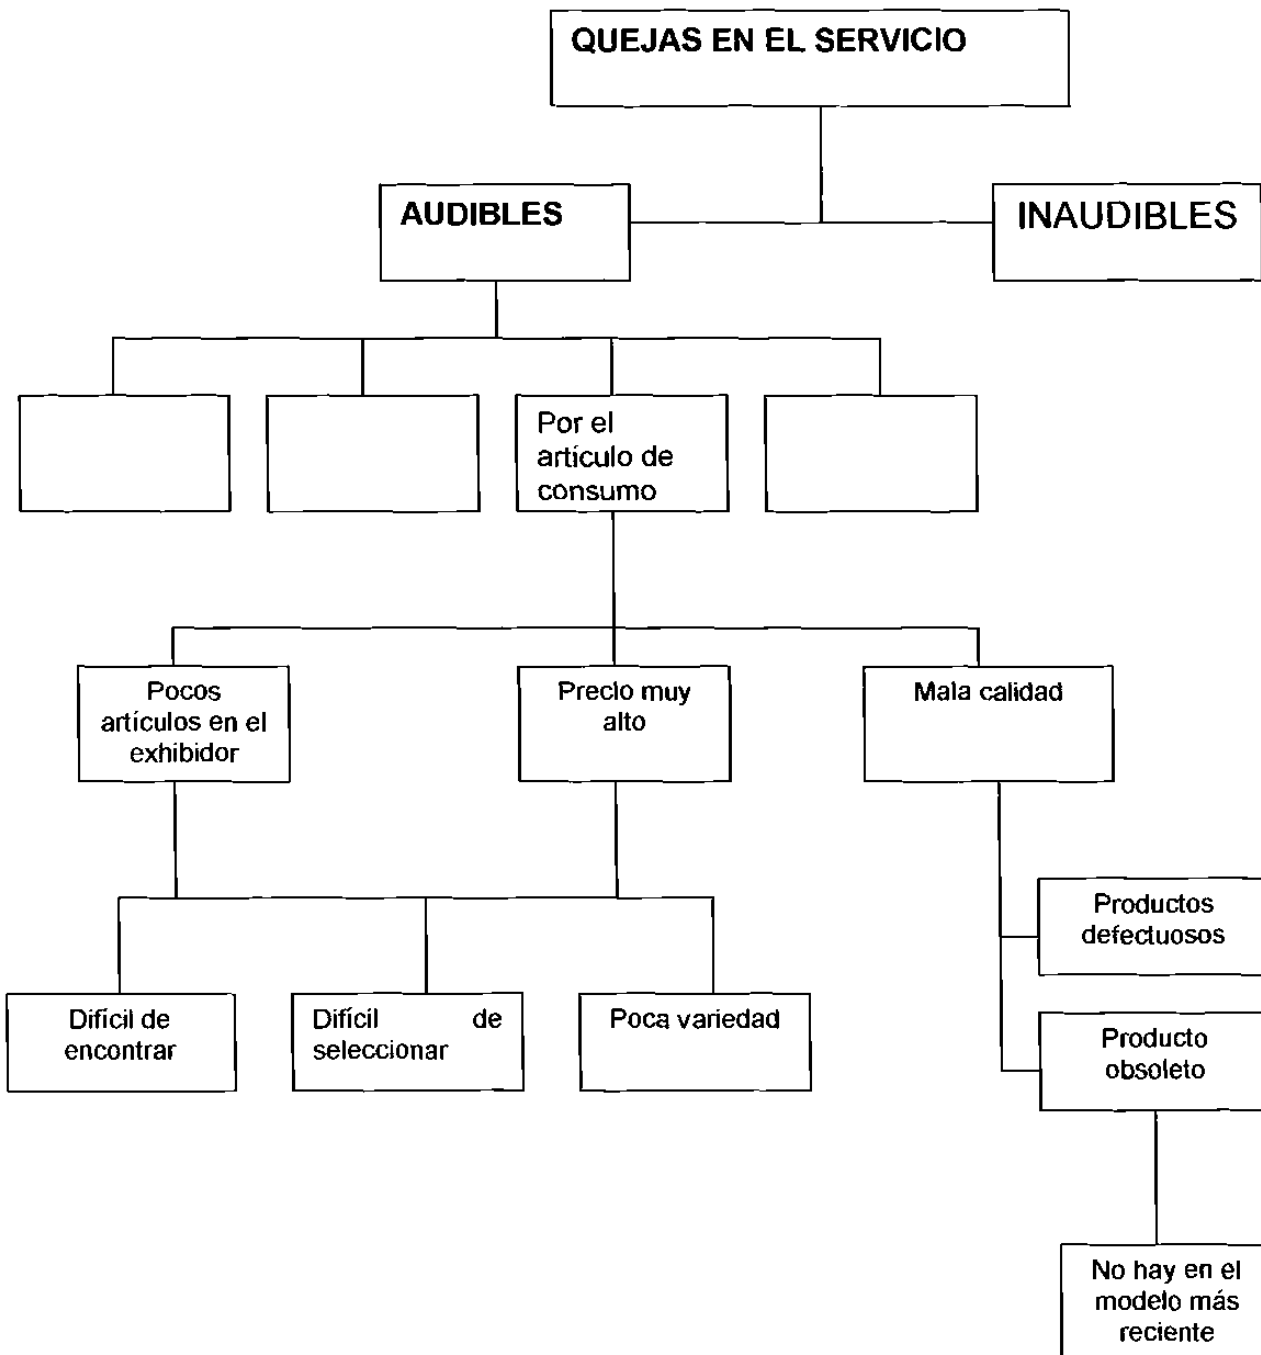 QUEJAS EN EL SERVICIO
AUDIBLES
INAUDIBLES
Por el
artículo de
consumo
Pocos
artículos en el
exhibidor
Precio muy
alto
Mala calidad
Productos
defectuosos
Difícil de
encontrar
Difícil de
seleccionar
Poca variedad
Producto
obsoleto
No hay en el
modelo más
reciente